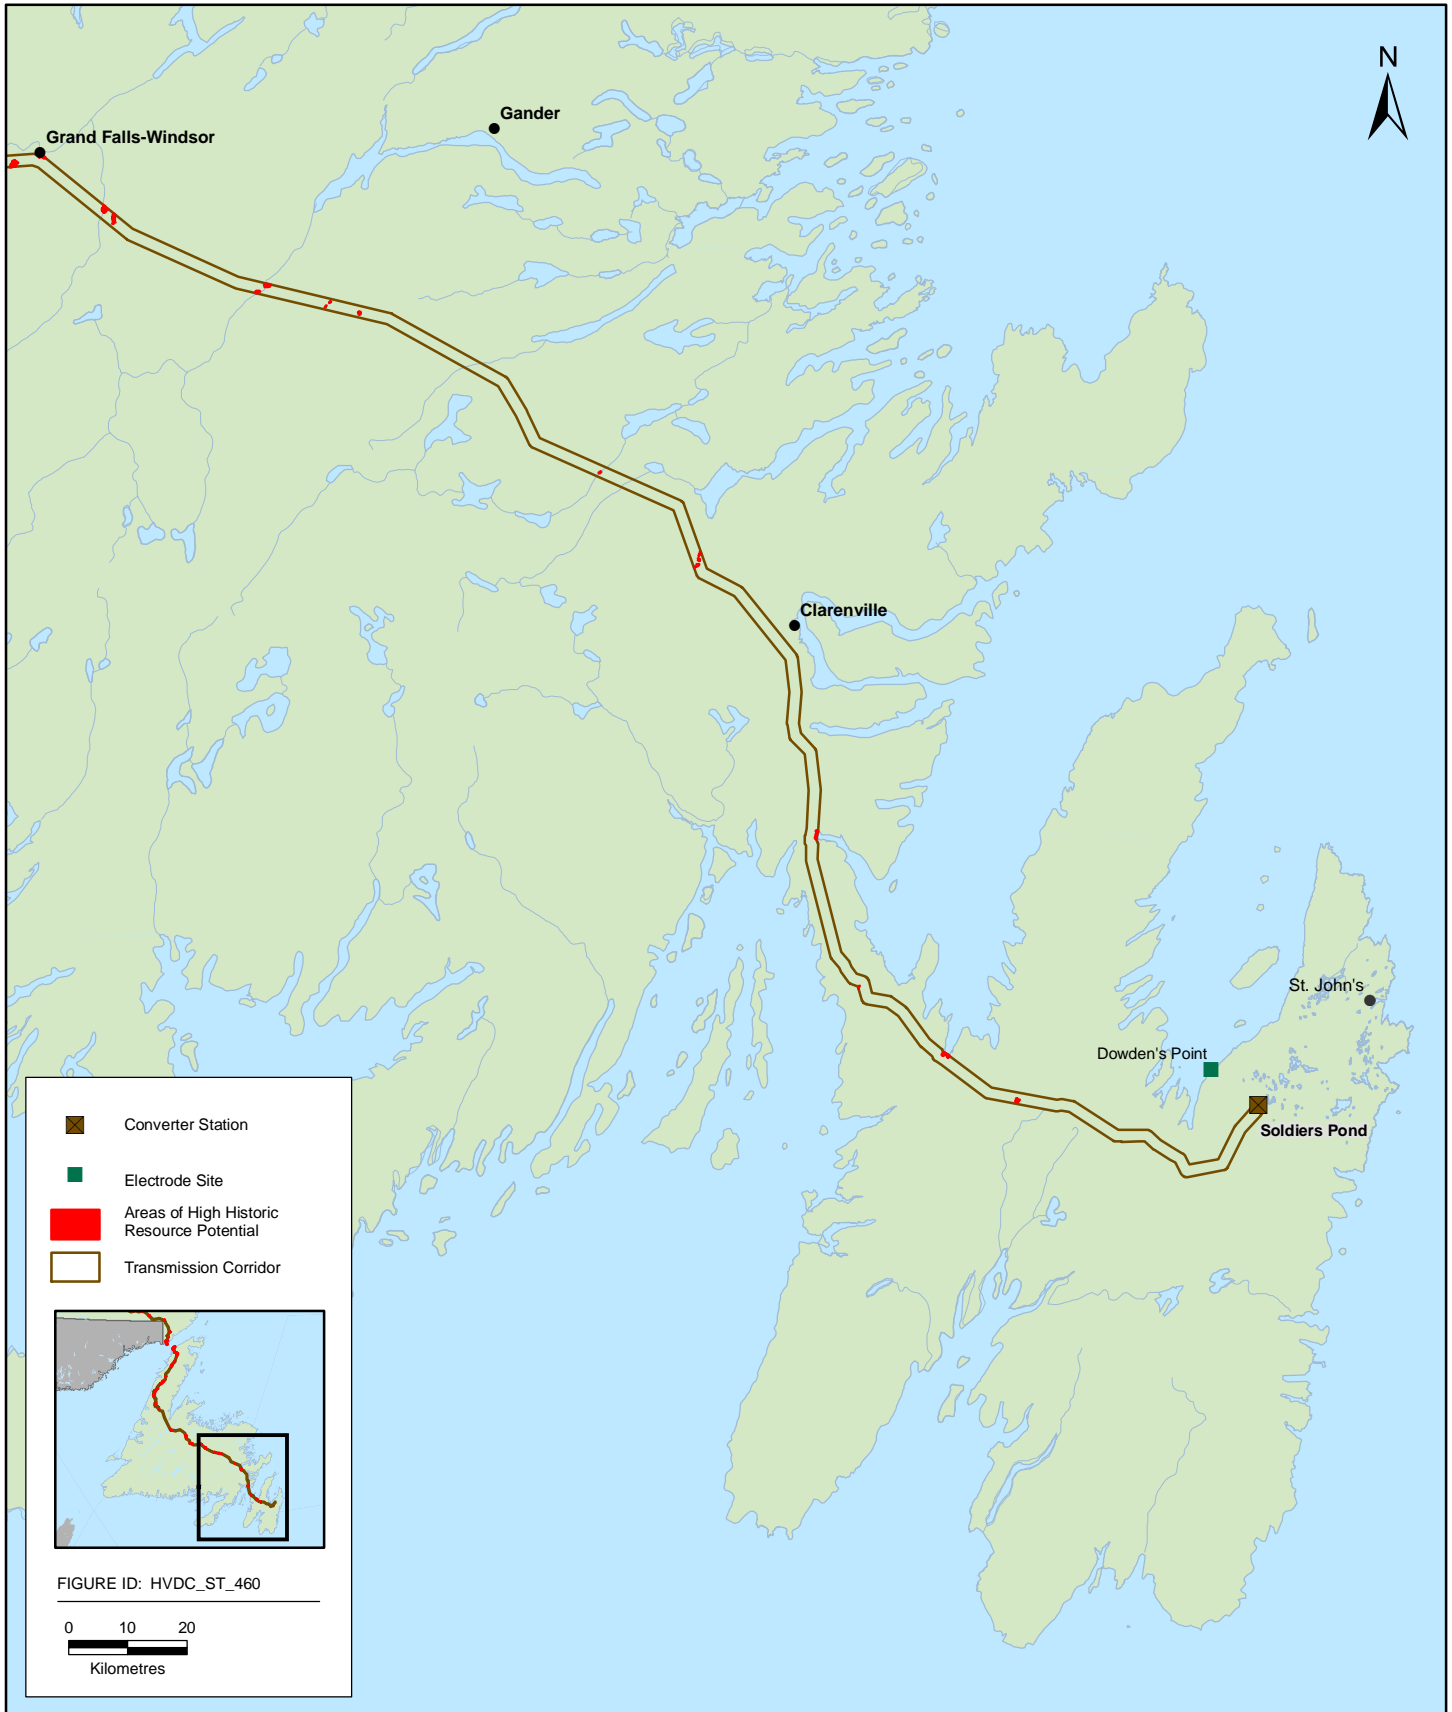 N
Gander
Grand Falls-Windsor
Clarenville
St. John's
Dowden's Point
Soldiers Pond
Converter Station
Electrode Site
Areas of High Historic
Resource Potential
Transmission Corridor
FIGURE ID: HVDC_ST_460
0 10 20
Kilometres